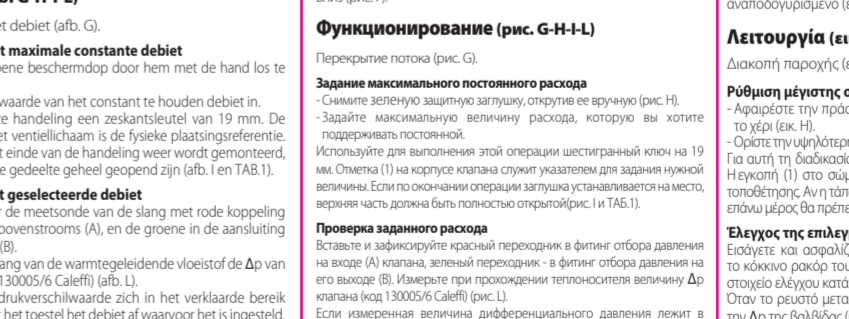 et debiet (afb. G).
t maximale constante debiet
ene beschermdop door hem met de hand los te
waarde van het constant te houden debiet in.
ze handeling een zeskantsleutel van 19 mm. De
et ventiellichaam is de fysieke plaatsingsreferentie.
t einde van de handeling weer wordt gemonteerd,
e gedeelte geheel geopend zijn (afb. I en TAB.1).
t geselecteerde debiet
r de meetsonde van de slang met rode koppeling
bovenstrooms (A), en de groene in de aansluiting
(B).
ang van de warmtegeleidende vloeistof de Δp van
130005/6 Caleffi) (afb. L).
drukverschilwaarde zich in het verklaarde bereik
het toestel het debiet af waarvoor het is ingesteld.
Функционирование (рис. G-H-I-L)
Перекрытие потока (рис. G).
Задание максимального постоянного расхода
- Снимите зеленую защитную заглушку, открутив ее вручную (рис. H).
- Задайте максимальную величину расхода, которую вы хотите
поддерживать постоянной.
Используйте для выполнения этой операции шестигранный ключ на 19
мм. Отметка (1) на корпусе клапана служит указателем для задания нужной
величины. Если по окончании операции заглушка устанавливается на место,
верхняя часть должна быть полностью открытой(рис. I и ТАБ.1).
Проверка заданного расхода
Вставьте и зафиксируйте красный переходник в фитинг отбора давления
на входе (A) клапана, зеленый переходник - в фитинг отбора давления на
его выходе (B). Измерьте при прохождении теплоносителя величину Δp
клапана (код 130005/6 Caleffi) (рис. L).
Если измеренная величина дифференциального давления лежит в
αναποδογυρισμένο (ε
Λειτουργία (ει
Διακοπή παροχής (ε
Ρύθμιση μέγιστης σ
- Αφαιρέστε την πράσ
το χέρι (εικ. H).
- Ορίστε την υψηλότερη
Για αυτή τη διαδικασί
Η εγκοπή (1) στο σώμ
τοποθέτησης. Αν η τάπ
επάνω μέρος θα πρέπε
Έλεγχος της επιλεγ
Εισάγετε και ασφαλίζ
το κόκκινο ρακόρ του
στοιχείο ελέγχου κατά
Όταν το ρευστό μετα
την Δp της βαλβίδας (